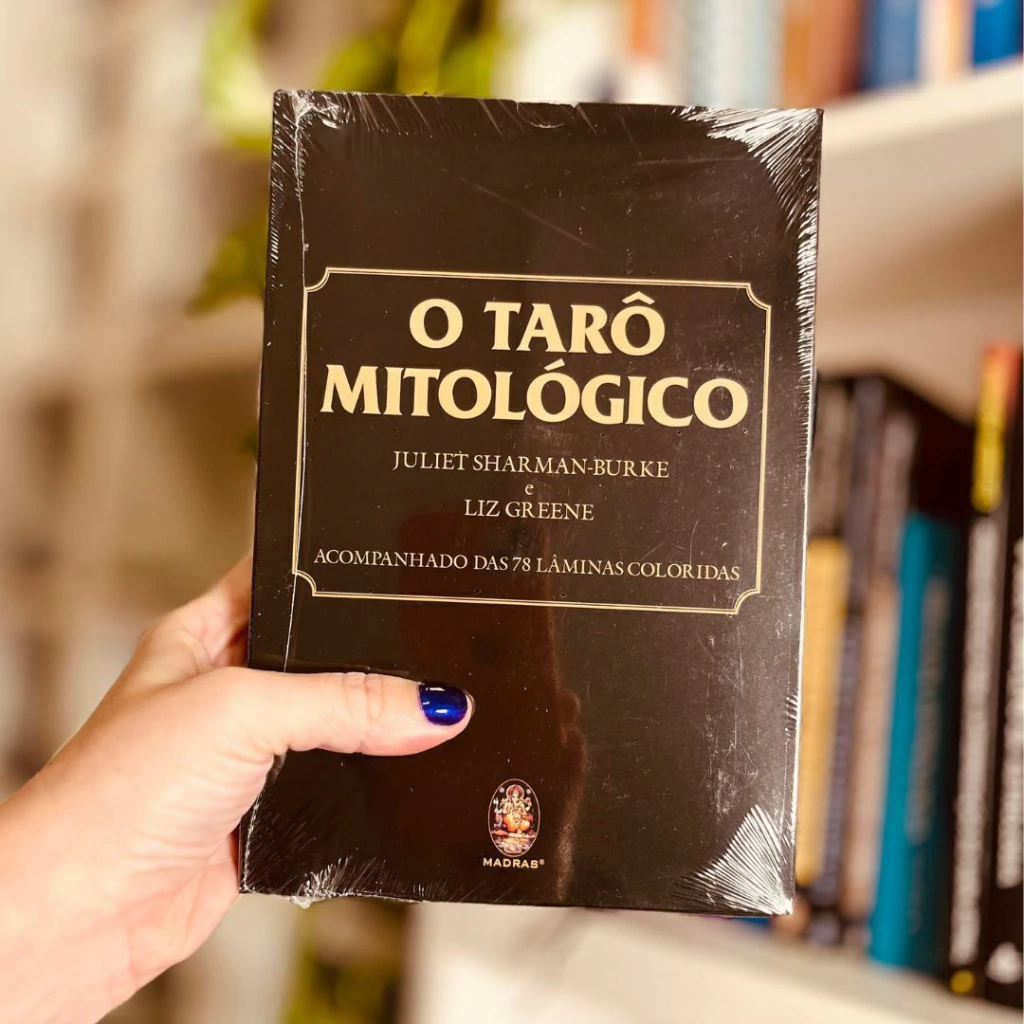 O TARÔ
MITOLÓGICO
JULIET SHARMAN-BURKE
e
LIZ GREENE
ACOMPANHADO DAS 78 LÂMINAS COLORIDAS
MADRAS®